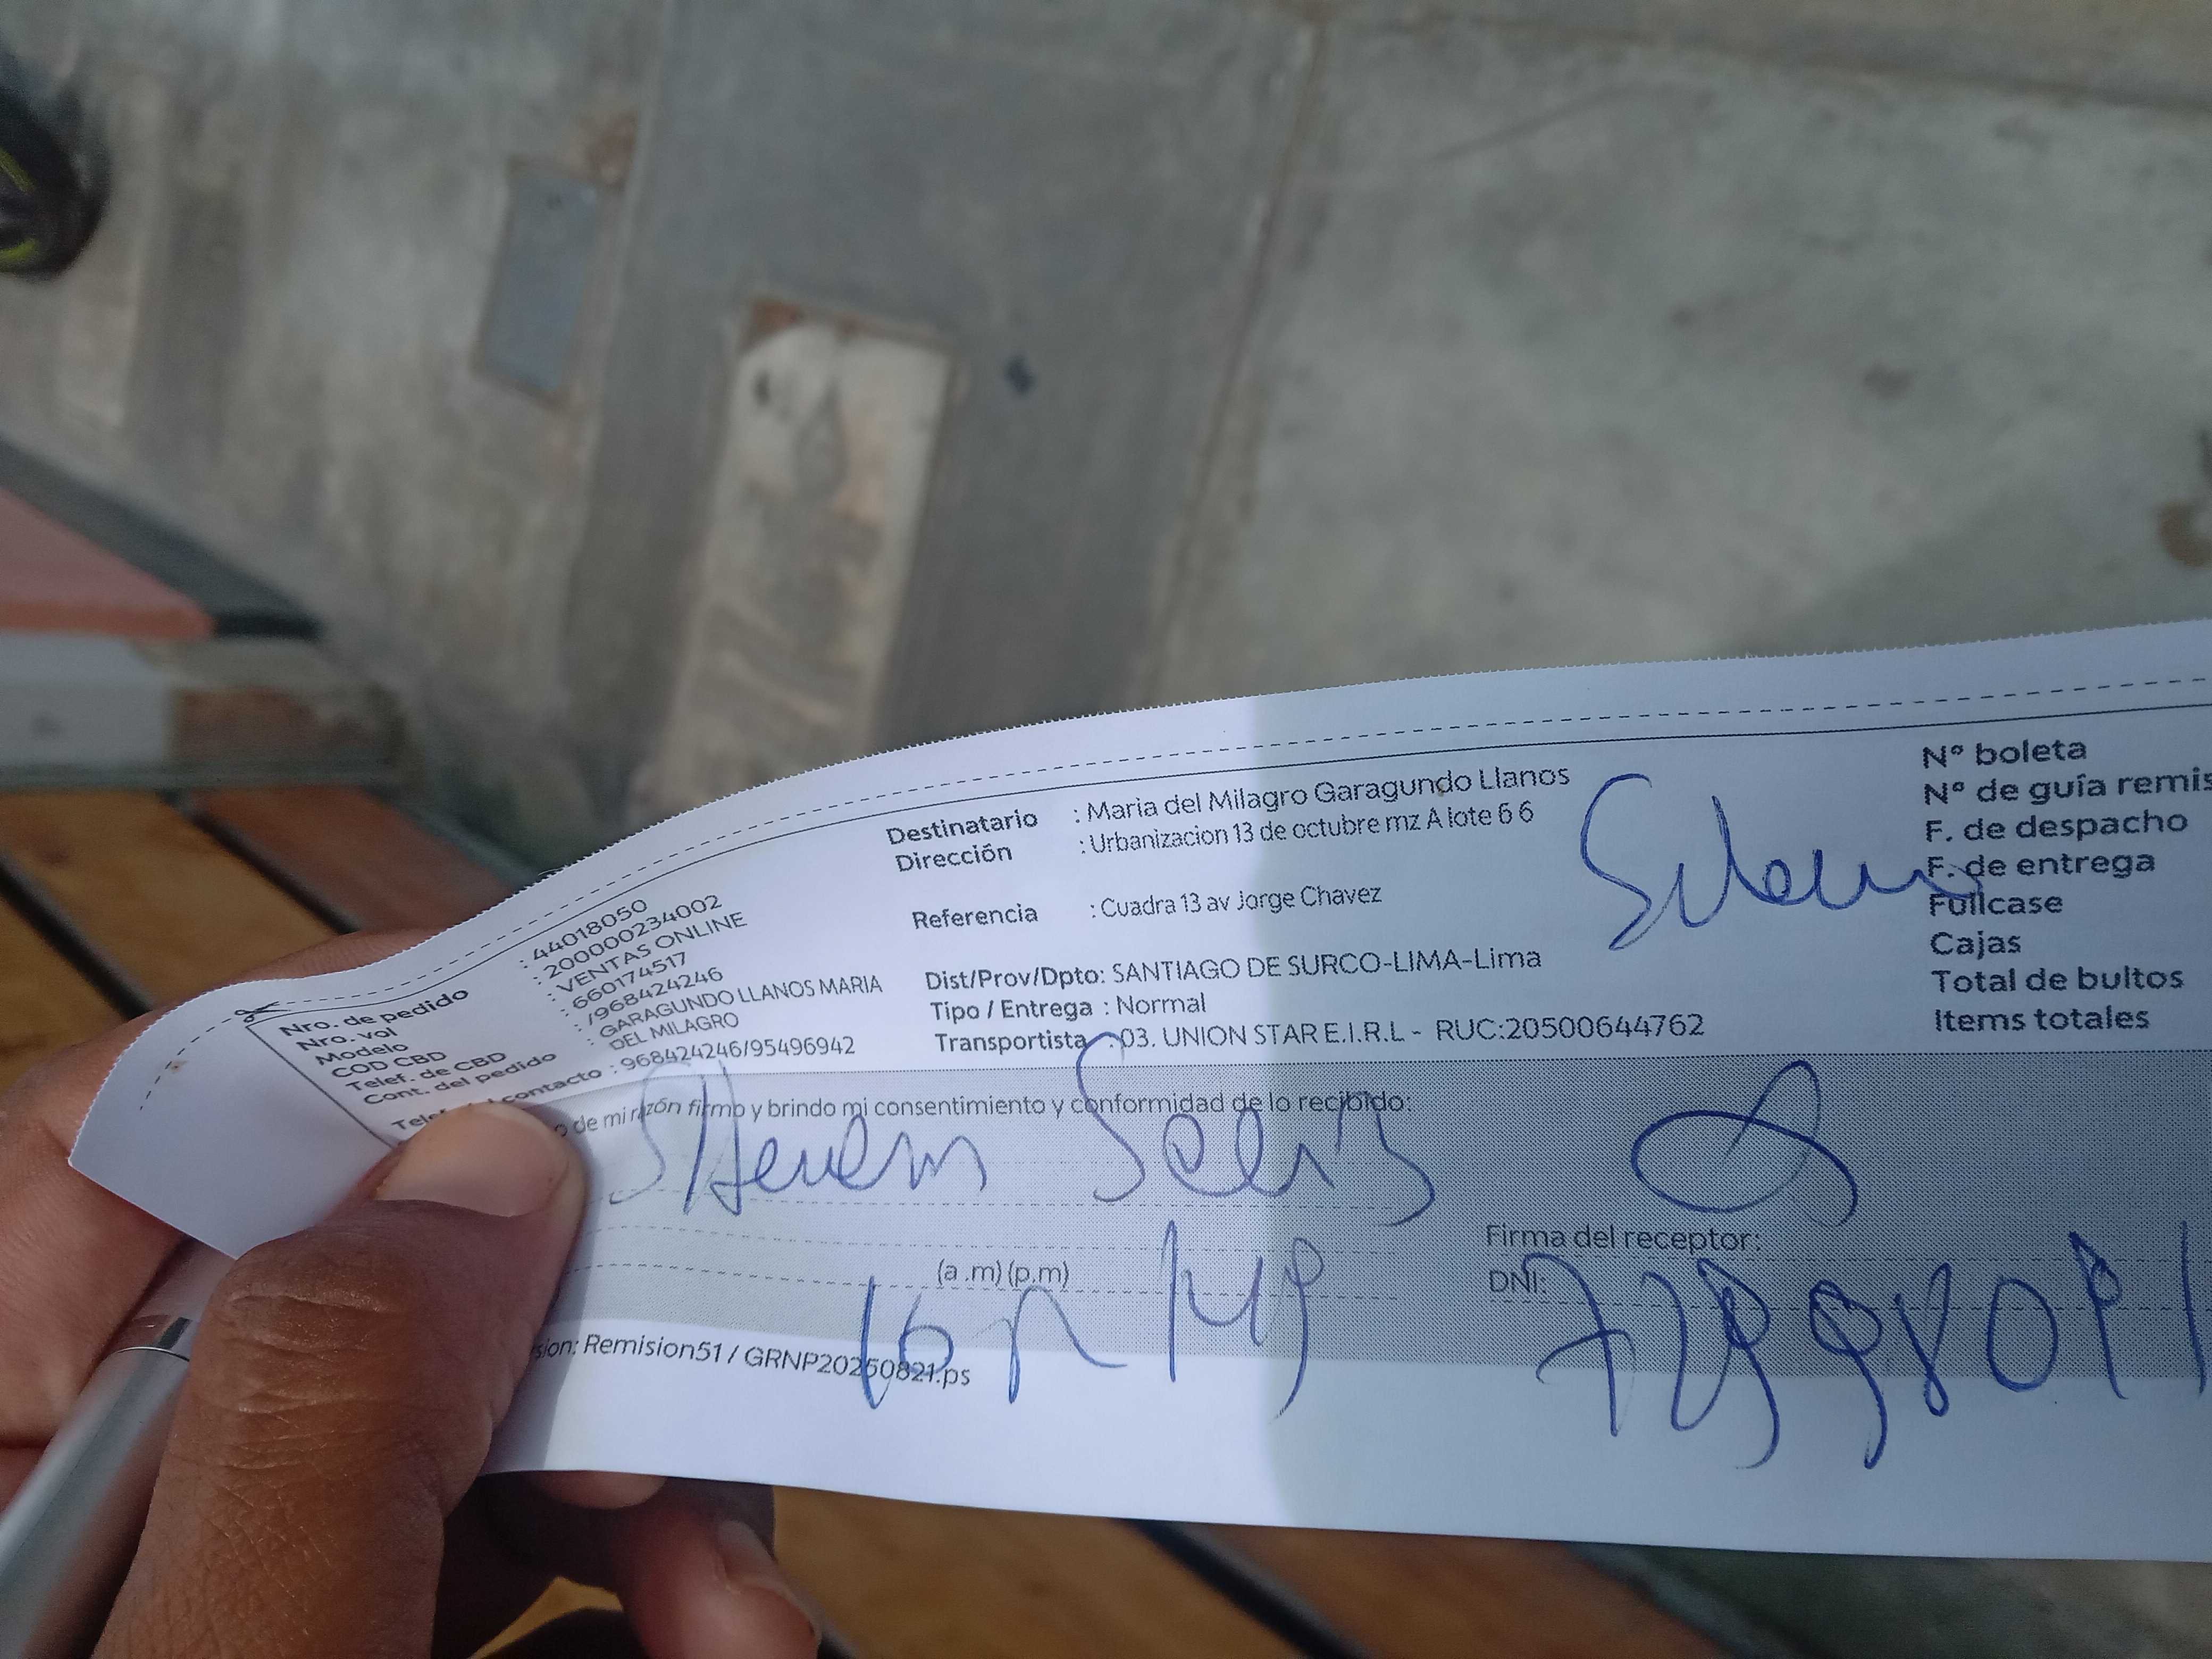 Nro. de pedido : 44018050
Nro. vol : 200000234002
Modelo : VENTAS ONLINE
COD CBD : 660174517
Telef. de CBD : /968424246
Cont. del pedido : GARAGUNDO LLANOS MARIA
DEL MILAGRO
contacto : 968424246/95496942
Destinatario : Maria del Milagro Garagundo Llanos
Dirección : Urbanizacion 13 de octubre mz A lote 6 6
Referencia : Cuadra 13 av Jorge Chavez
Dist/Prov/Dpto: SANTIAGO DE SURCO-LIMA-Lima
Tipo / Entrega : Normal
Transportista : 03. UNION STAR E.I.R.L - RUC:20500644762
N° boleta
N° de guía remis
F. de despacho
F. de entrega
Fullcase
Cajas
Total de bultos
Items totales
de mi razón firmo y brindo mi consentimiento y conformidad de lo recibido:
Firma del receptor:
(a .m) (p.m)
DNI:
sion: Remision51 / GRNP20250821.ps